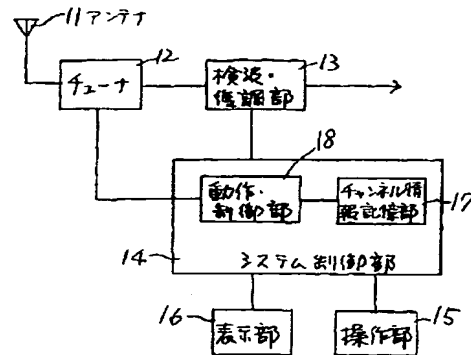 11 アンテナ
12
チューナ
13
検波・
復調部
18
動作・
制御部
チャンネル情
報記憶部
17
14
システム制御部
16
表示部
操作部
15